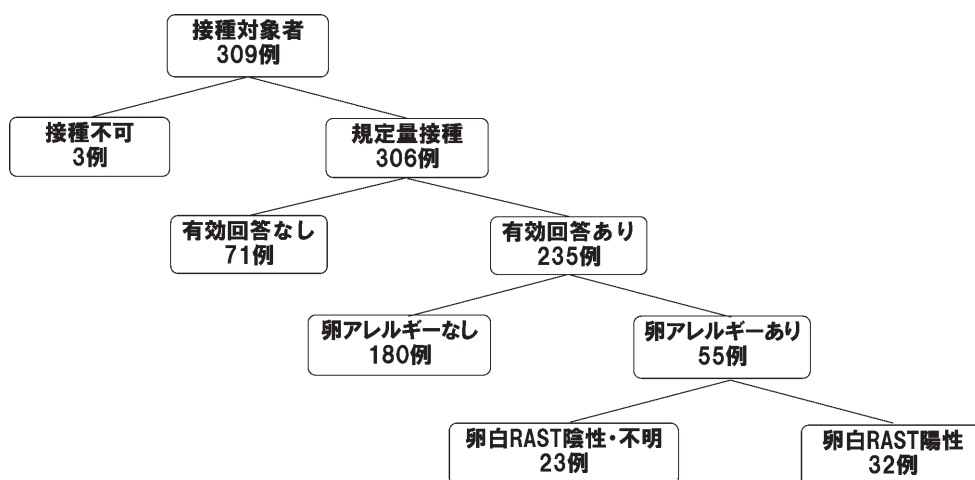 接種対象者
309例
接種不可
3例
規定量接種
306例
有効回答なし
71例
有効回答あり
235例
卵アレルギーなし
180例
卵アレルギーあり
55例
卵白RAST陰性・不明
23例
卵白RAST陽性
32例